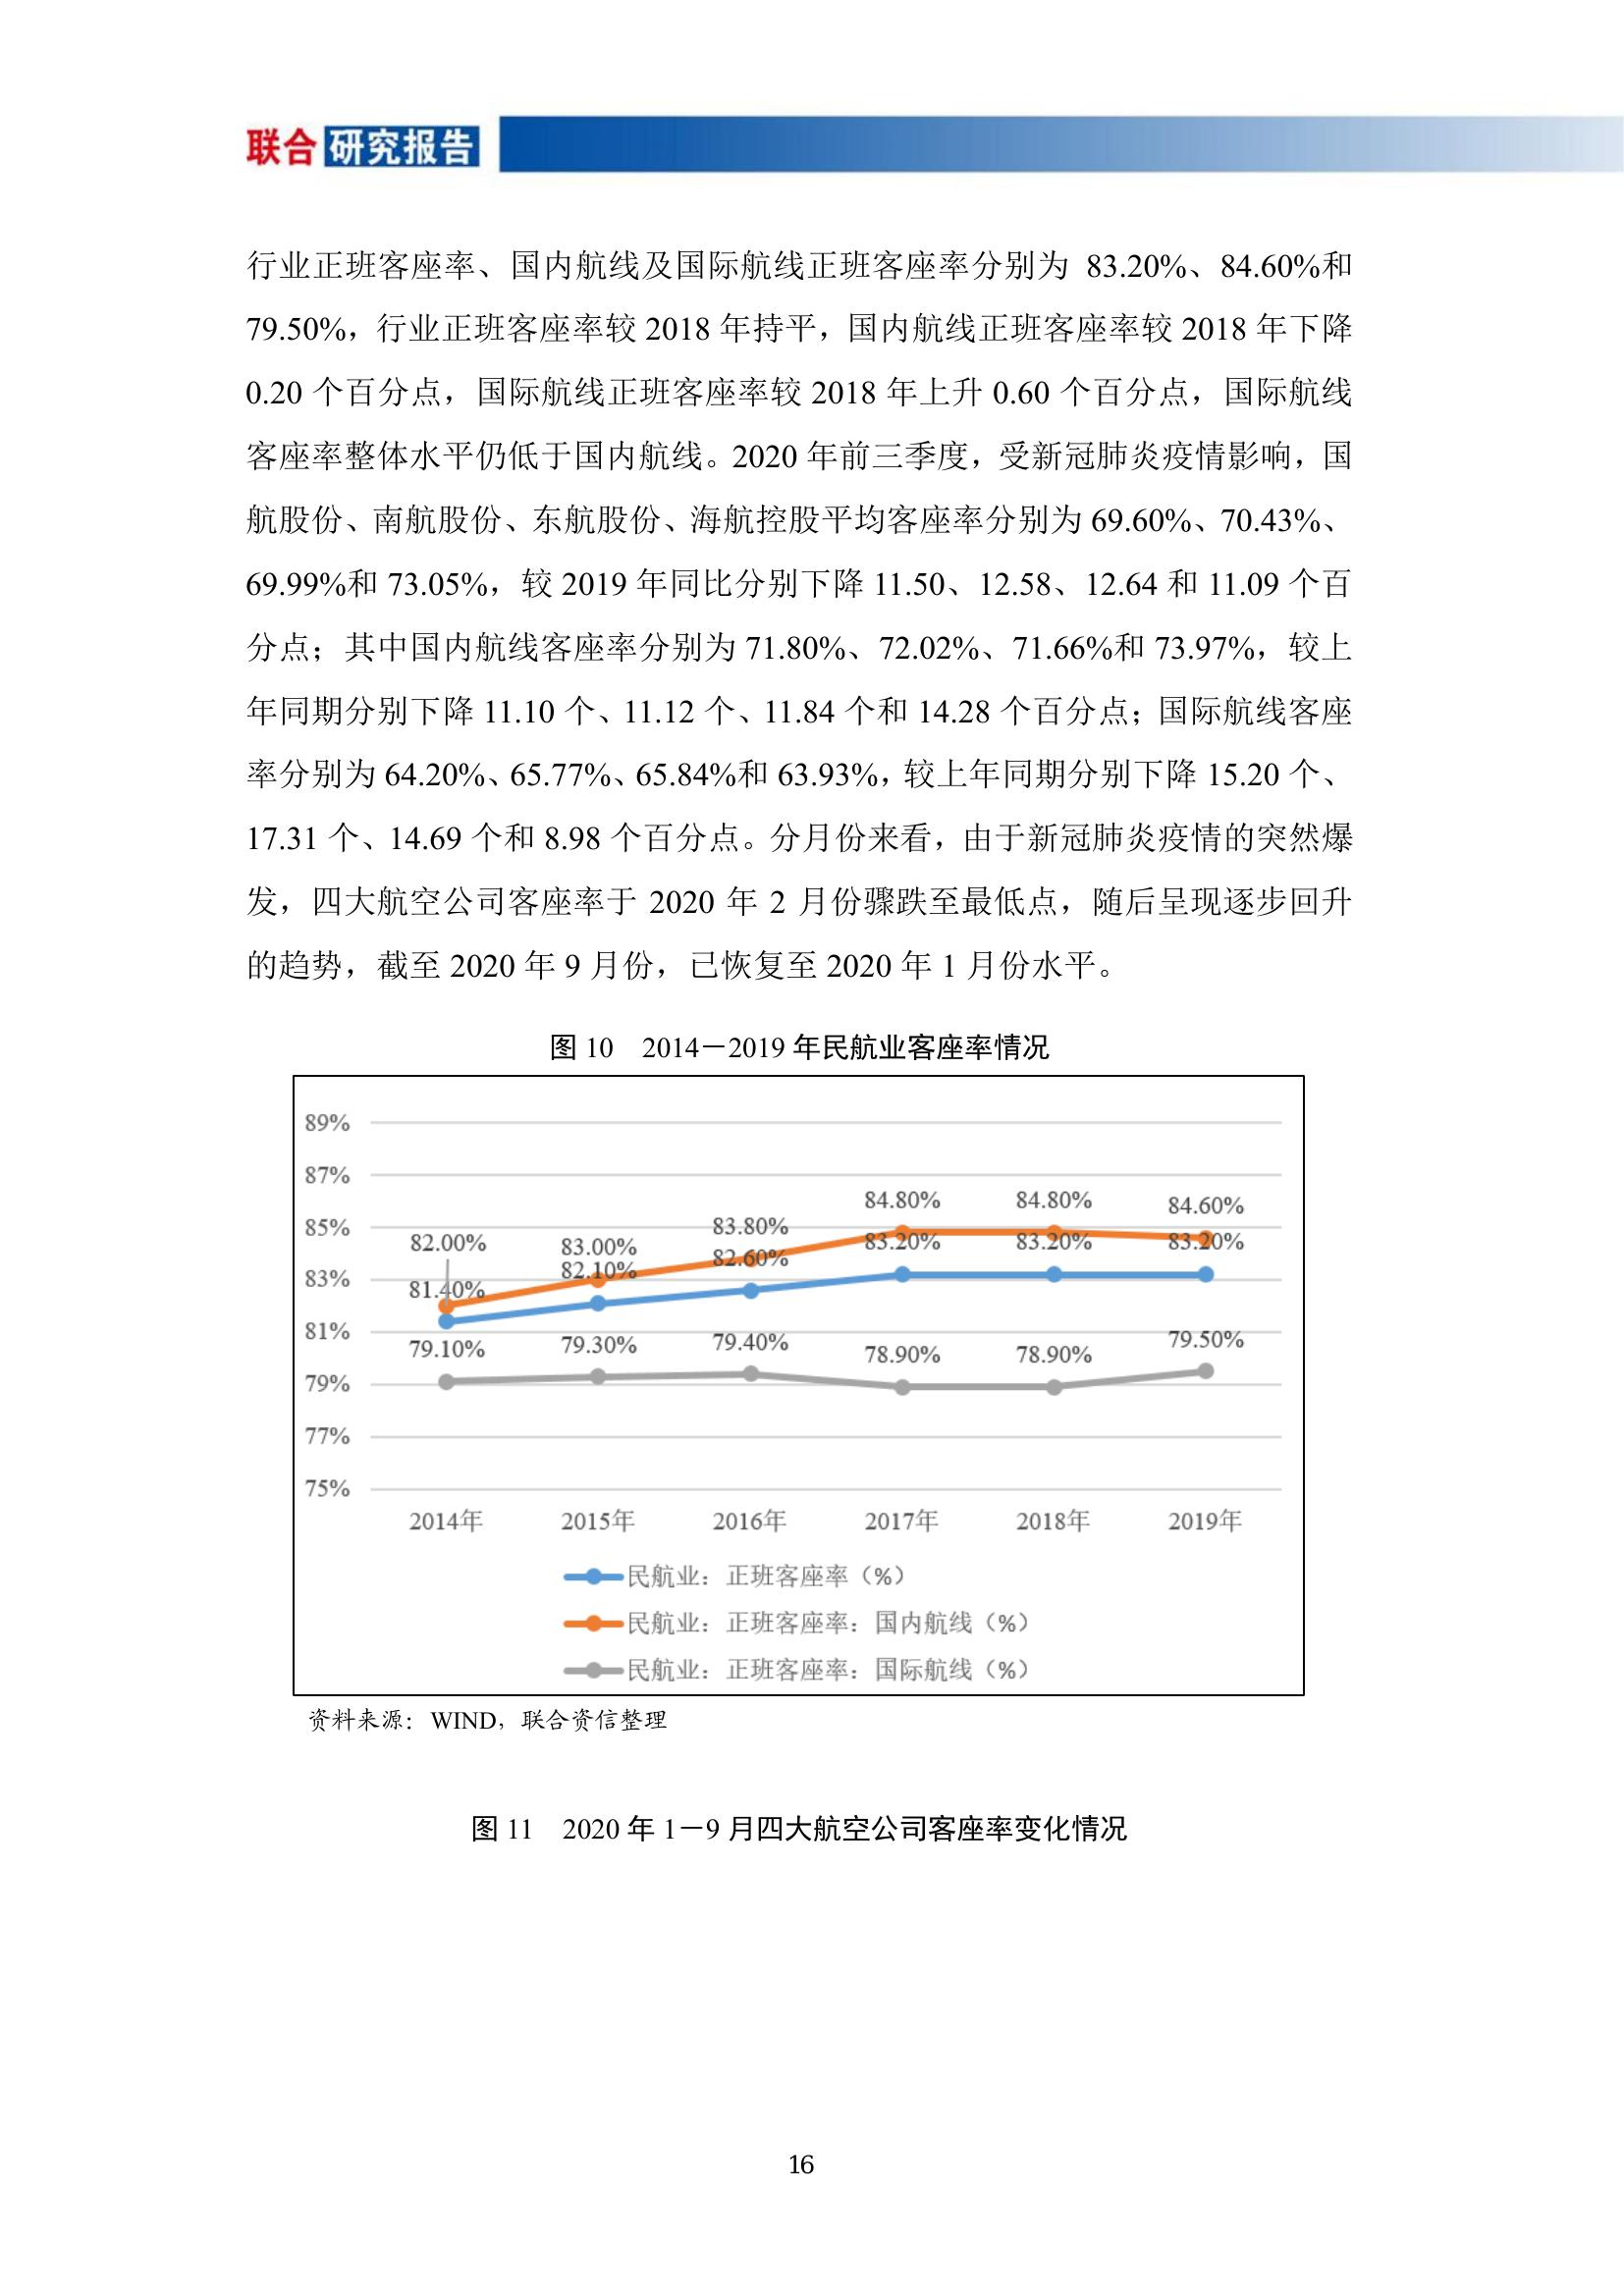 联合研究报告
行业正班客座率、国内航线及国际航线正班客座率分别为 83.20%、84.60%和
79.50%，行业正班客座率较 2018 年持平，国内航线正班客座率较 2018 年下降
0.20 个百分点，国际航线正班客座率较 2018 年上升 0.60 个百分点，国际航线
客座率整体水平仍低于国内航线。2020 年前三季度，受新冠肺炎疫情影响，国
航股份、南航股份、东航股份、海航控股平均客座率分别为 69.60%、70.43%、
69.99%和 73.05%，较 2019 年同比分别下降 11.50、12.58、12.64 和 11.09 个百
分点；其中国内航线客座率分别为 71.80%、72.02%、71.66%和 73.97%，较上
年同期分别下降 11.10 个、11.12 个、11.84 个和 14.28 个百分点；国际航线客座
率分别为 64.20%、65.77%、65.84%和 63.93%，较上年同期分别下降 15.20 个、
17.31 个、14.69 个和 8.98 个百分点。分月份来看，由于新冠肺炎疫情的突然爆
发，四大航空公司客座率于 2020 年 2 月份骤跌至最低点，随后呈现逐步回升
的趋势，截至 2020 年 9 月份，已恢复至 2020 年 1 月份水平。
图 10 2014－2019 年民航业客座率情况
89%
87%
85%
83%
81%
79%
77%
75%
82.00% 83.00% 83.80% 84.80% 84.80% 84.60%
81.40% 82.10% 82.60% 83.20% 83.20% 83.20%
79.10% 79.30% 79.40% 78.90% 78.90% 79.50%
2014年 2015年 2016年 2017年 2018年 2019年
民航业：正班客座率（%）
民航业：正班客座率：国内航线（%）
民航业：正班客座率：国际航线（%）
资料来源：WIND，联合资信整理
图 11 2020 年 1－9 月四大航空公司客座率变化情况
16